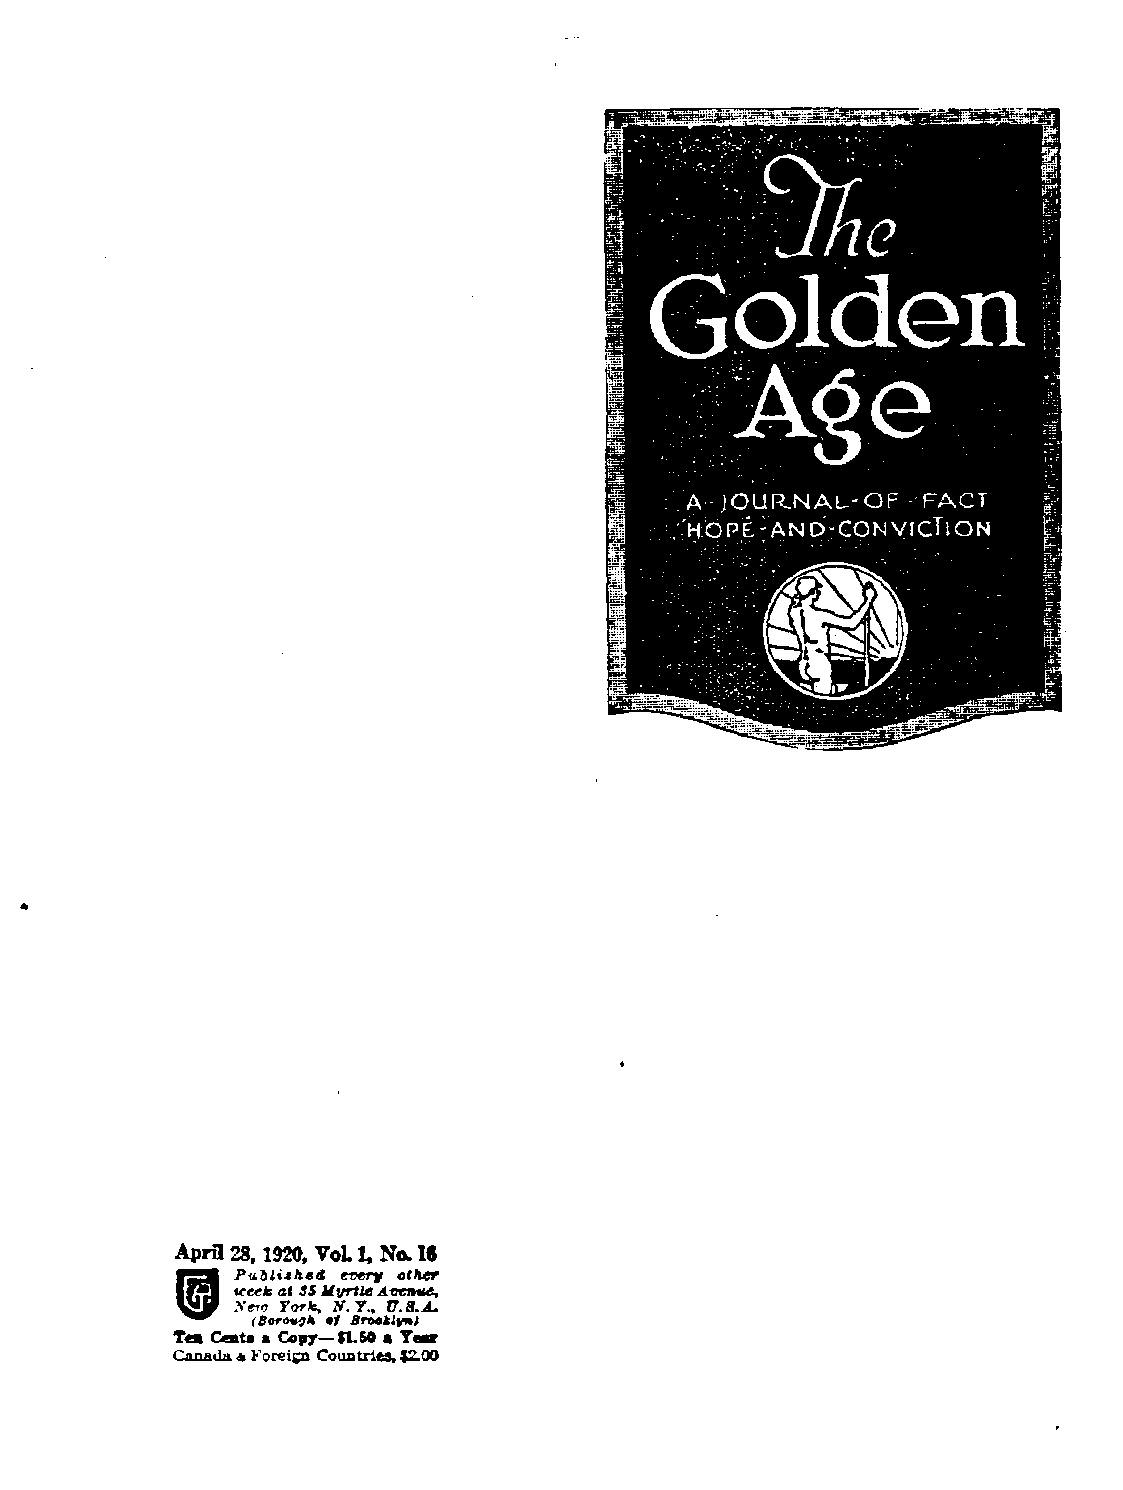 The
Golden
Age
A - JOURNAL - OF - FACT
HOPE - AND - CONVICTION
April 28, 1920, Vol. 1, No. 16
Published every other
week at 35 Myrtle Avenue,
New York, N. Y., U.S.A.
(Borough of Brooklyn)
Ten Cents a Copy—$1.50 a Year
Canada & Foreign Countries, $2.00